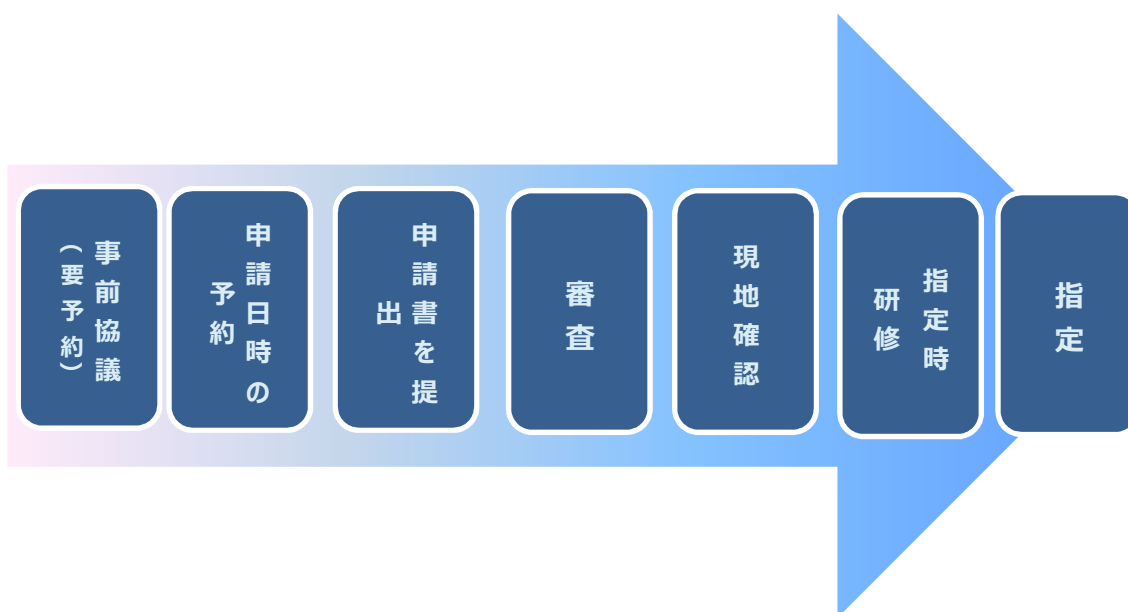 事前協議
（要予約）
申請日時の
予約
申請書を提
出
審査
現地確認
指定時
研修
指定